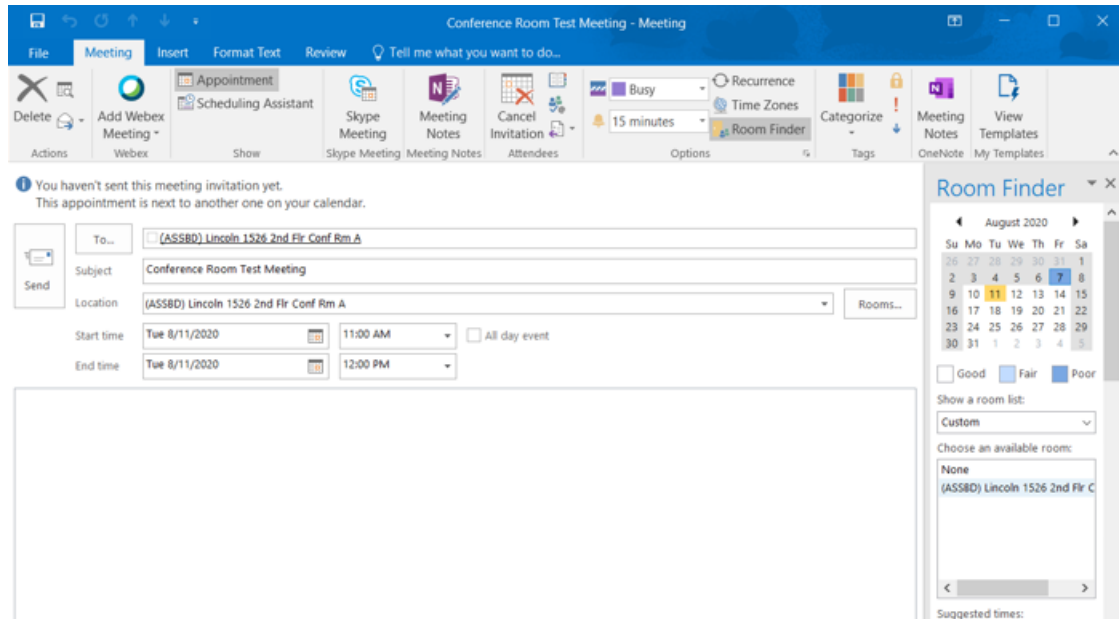 Conference Room Test Meeting - Meeting
File Meeting Insert Format Text Review Tell me what you want to do...
Delete
Actions
Add Webex Meeting
Webex
Appointment
Scheduling Assistant
Show
Skype Meeting
Skype Meeting
Meeting Notes
Meeting Notes
Cancel Invitation
Attendees
Busy
15 minutes
Recurrence
Time Zones
Room Finder
Options
Categorize
Tags
Meeting Notes
OneNote
View Templates
My Templates
You haven't sent this meeting invitation yet.
This appointment is next to another one on your calendar.
Send
To... (ASSBD) Lincoln 1526 2nd Flr Conf Rm A
Subject Conference Room Test Meeting
Location (ASSBD) Lincoln 1526 2nd Flr Conf Rm A Rooms...
Start time Tue 8/11/2020 11:00 AM All day event
End time Tue 8/11/2020 12:00 PM
Room Finder
August 2020
Su Mo Tu We Th Fr Sa
26 27 28 29 30 31 1
2 3 4 5 6 7 8
9 10 11 12 13 14 15
16 17 18 19 20 21 22
23 24 25 26 27 28 29
30 31 1 2 3 4 5
Good Fair Poor
Show a room list:
Custom
Choose an available room:
None
(ASSBD) Lincoln 1526 2nd Flr C
Suggested times: